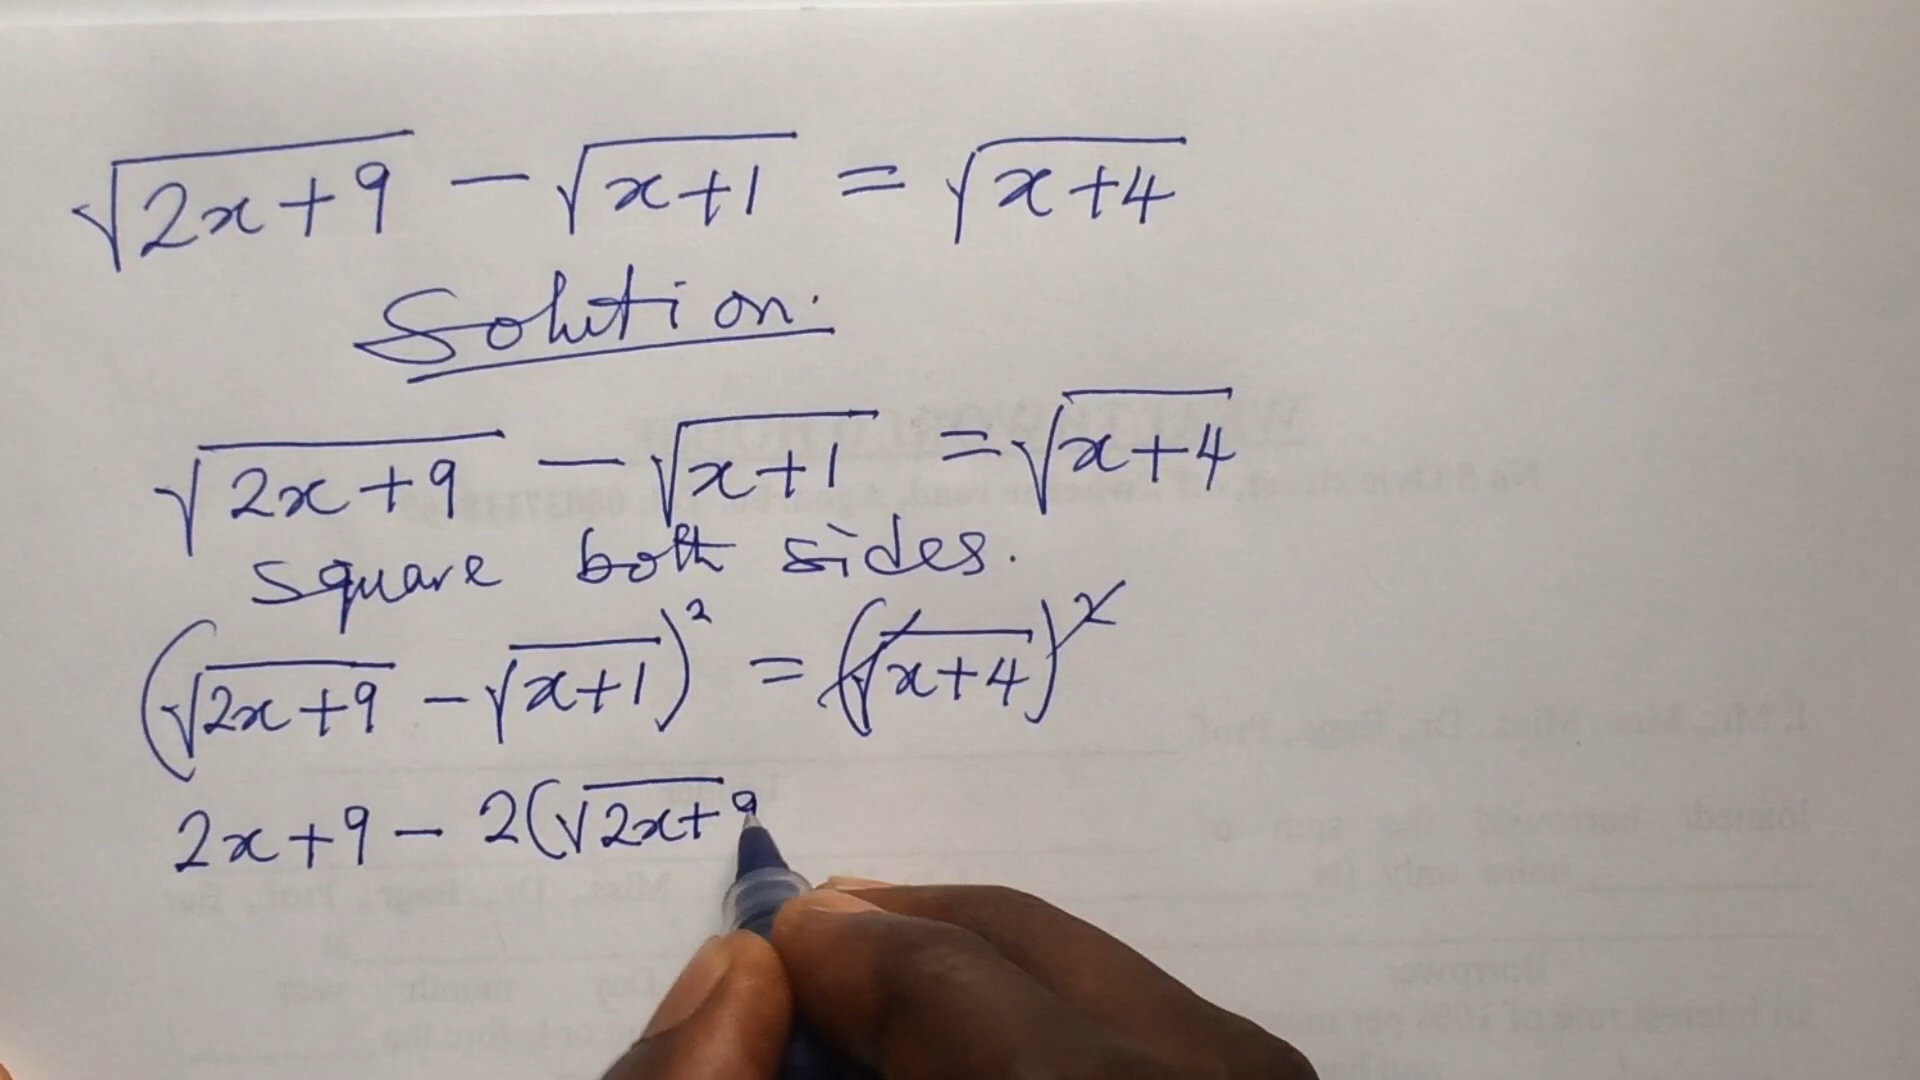 √(2x+9) − √(x+1) = √(x+4)
Solution.
√(2x+9) − √(x+1) = √(x+4)
square both sides.
(√(2x+9) − √(x+1))² = (√(x+4))²
2x+9 − 2(√(2x+9